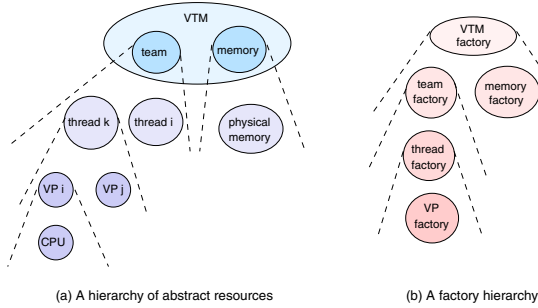 VTM
team
memory
thread k
thread i
physical
memory
VP i
VP j
CPU
(a) A hierarchy of abstract resources
VTM
factory
team
factory
memory
factory
thread
factory
VP
factory
(b) A factory hierarchy